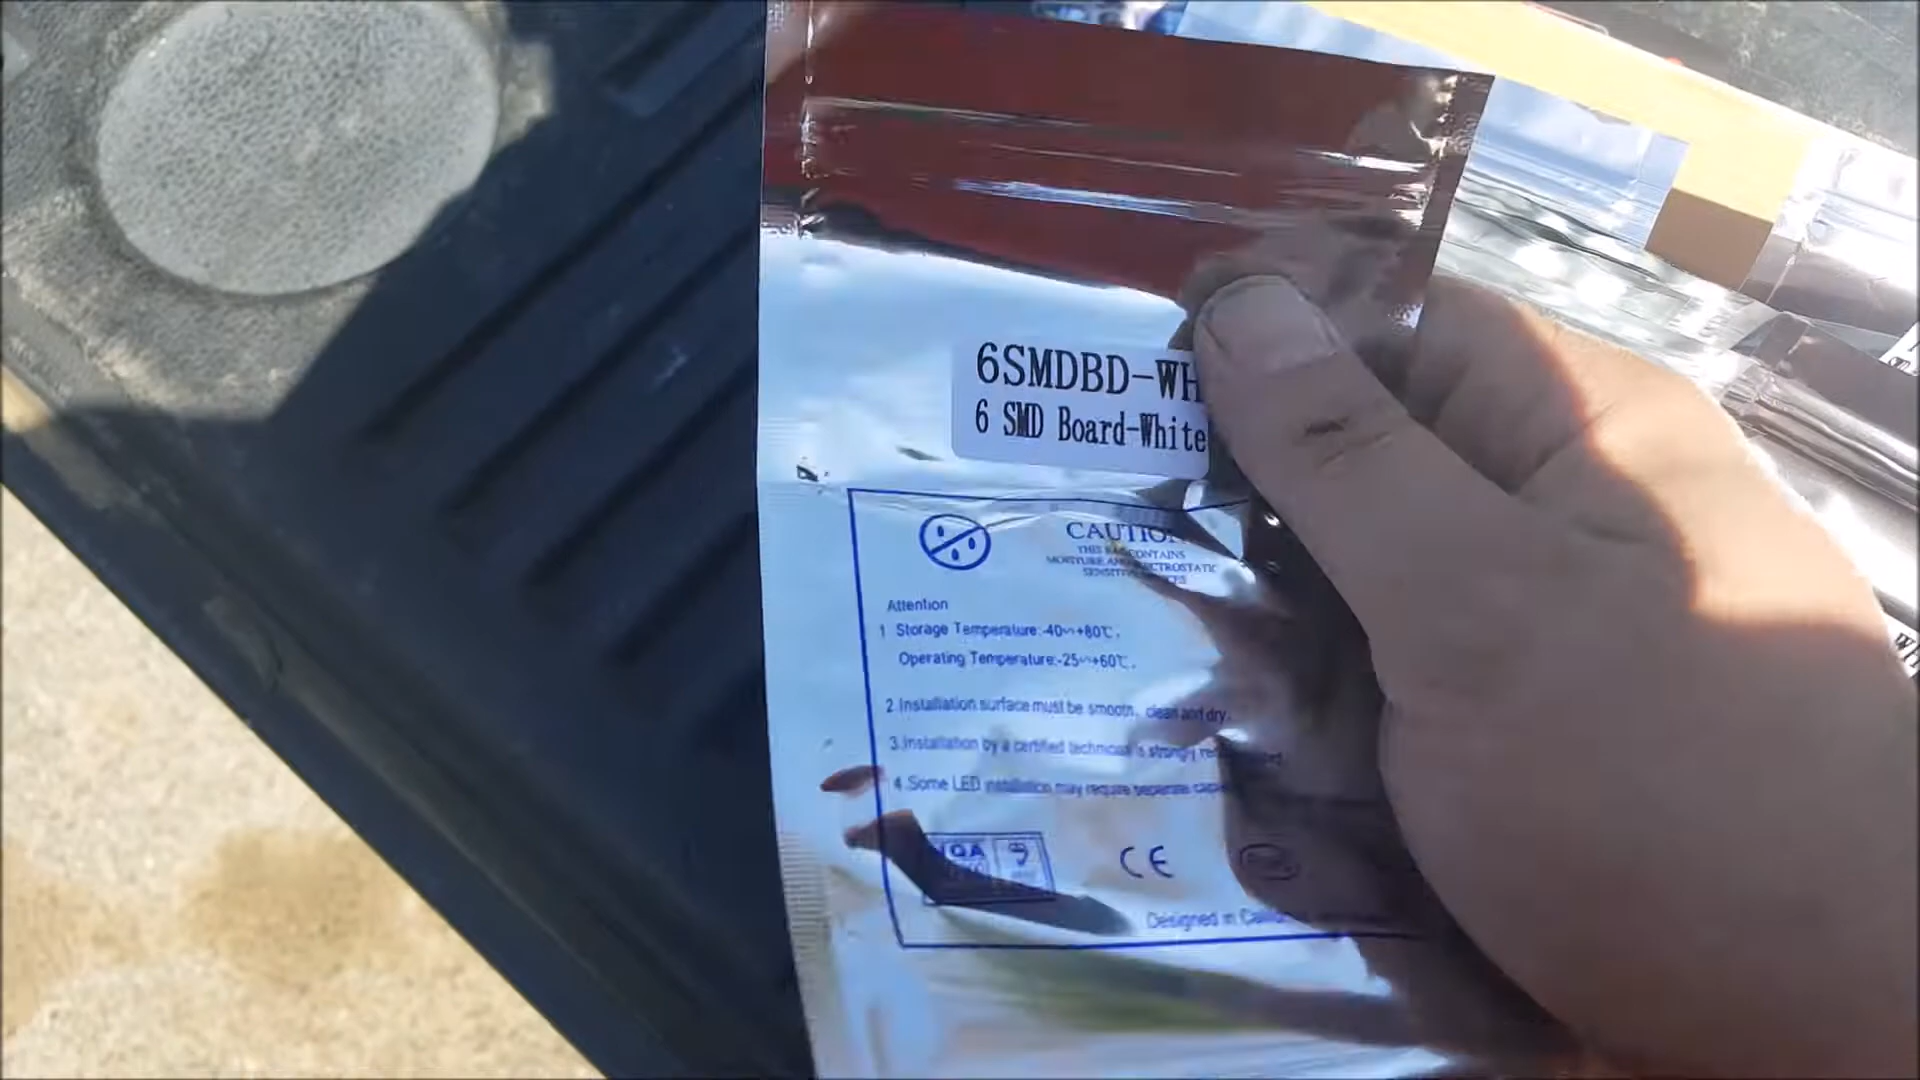 6SMDBD-WH
6 SMD Board-White
CAUTION
THIS BAG CONTAINS
MOISTURE AND
SENSITIVE
Attention
1 Storage Temperature:-40~+80℃.
Operating Temperature:-25~+60℃.
2.Installation surface must be smooth, clean and dry.
3.Installation by a certified technician is strongly
4.Some LED installation may require separate
CE
Designed in